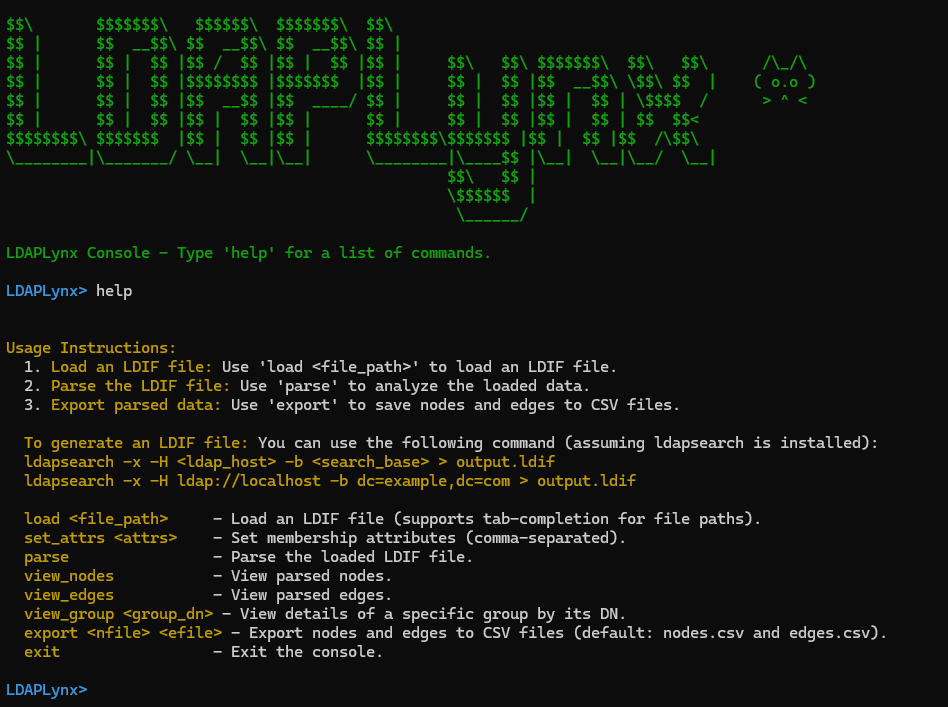 $$\       $$$$$$$\   $$$$$$\  $$$$$$$\  $$\
$$ |      $$  __$$\ $$  __$$\ $$  __$$\ $$ |
$$ |      $$ |  $$ |$$ /  $$ |$$ |  $$ |$$ |     $$\   $$\ $$$$$$$\  $$\   $$\      /\_/\
$$ |      $$ |  $$ |$$$$$$$$ |$$$$$$$  |$$ |     $$ |  $$ |$$  __$$\ \$$\ $$  |    ( o.o )
$$ |      $$ |  $$ |$$  __$$ |$$  ____/ $$ |     $$ |  $$ |$$ |  $$ | \$$$$  /      > ^ <
$$ |      $$ |  $$ |$$ |  $$ |$$ |      $$ |     $$ |  $$ |$$ |  $$ | $$  $$<
$$$$$$$$\ $$$$$$$  |$$ |  $$ |$$ |      $$$$$$$$\$$$$$$$ |$$ |  $$ |$$  /\$$\
\________|\_______/ \__|  \__|\__|      \________|\____$$ |\__|  \__|\__/  \__|
                                                 $$\   $$ |
                                                 \$$$$$$  |
                                                  \______/
LDAPLynx Console - Type 'help' for a list of commands.
LDAPLynx> help
Usage Instructions:
1. Load an LDIF file: Use 'load <file_path>' to load an LDIF file.
2. Parse the LDIF file: Use 'parse' to analyze the loaded data.
3. Export parsed data: Use 'export' to save nodes and edges to CSV files.
To generate an LDIF file: You can use the following command (assuming ldapsearch is installed):
ldapsearch -x -H <ldap_host> -b <search_base> > output.ldif
ldapsearch -x -H ldap://localhost -b dc=example,dc=com > output.ldif
load <file_path>     - Load an LDIF file (supports tab-completion for file paths).
set_attrs <attrs>    - Set membership attributes (comma-separated).
parse                - Parse the loaded LDIF file.
view_nodes           - View parsed nodes.
view_edges           - View parsed edges.
view_group <group_dn> - View details of a specific group by its DN.
export <nfile> <efile> - Export nodes and edges to CSV files (default: nodes.csv and edges.csv).
exit                 - Exit the console.
LDAPLynx>